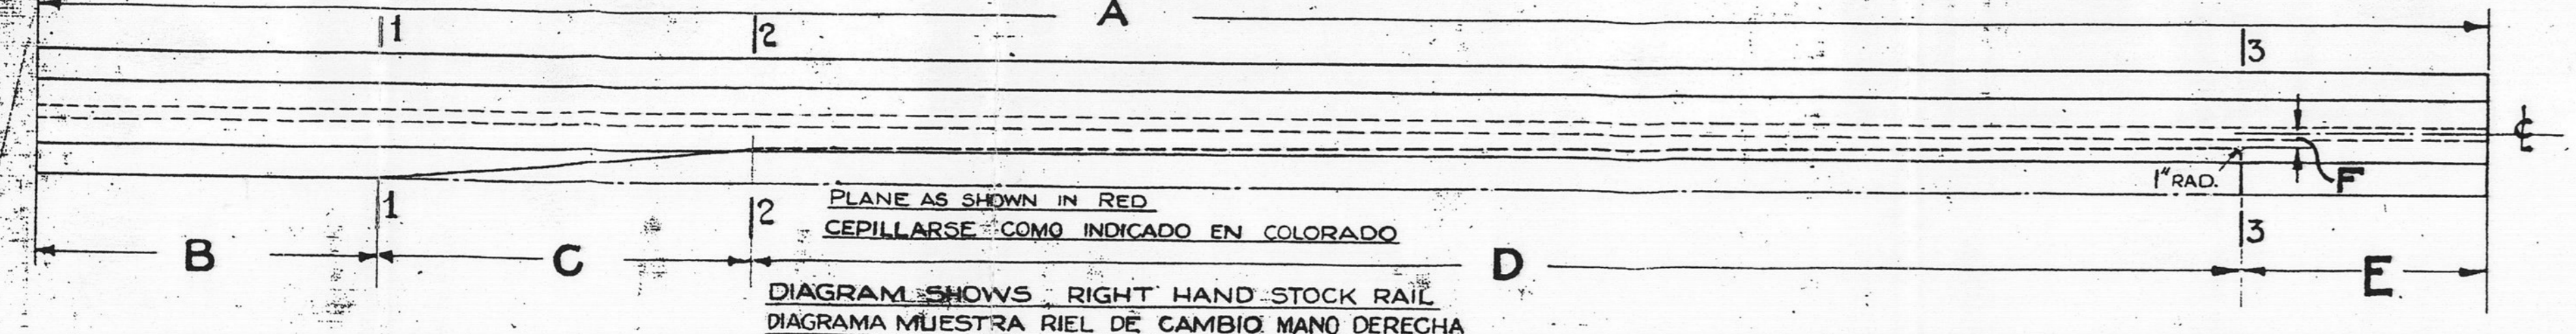 A
1
2
3
℄
1" RAD.
F
1
2
3
PLANE AS SHOWN IN RED
CEPILLARSE COMO INDICADO EN COLORADO
B
C
D
E
DIAGRAM SHOWS RIGHT HAND STOCK RAIL
DIAGRAMA MUESTRA RIEL DE CAMBIO MANO DERECHA